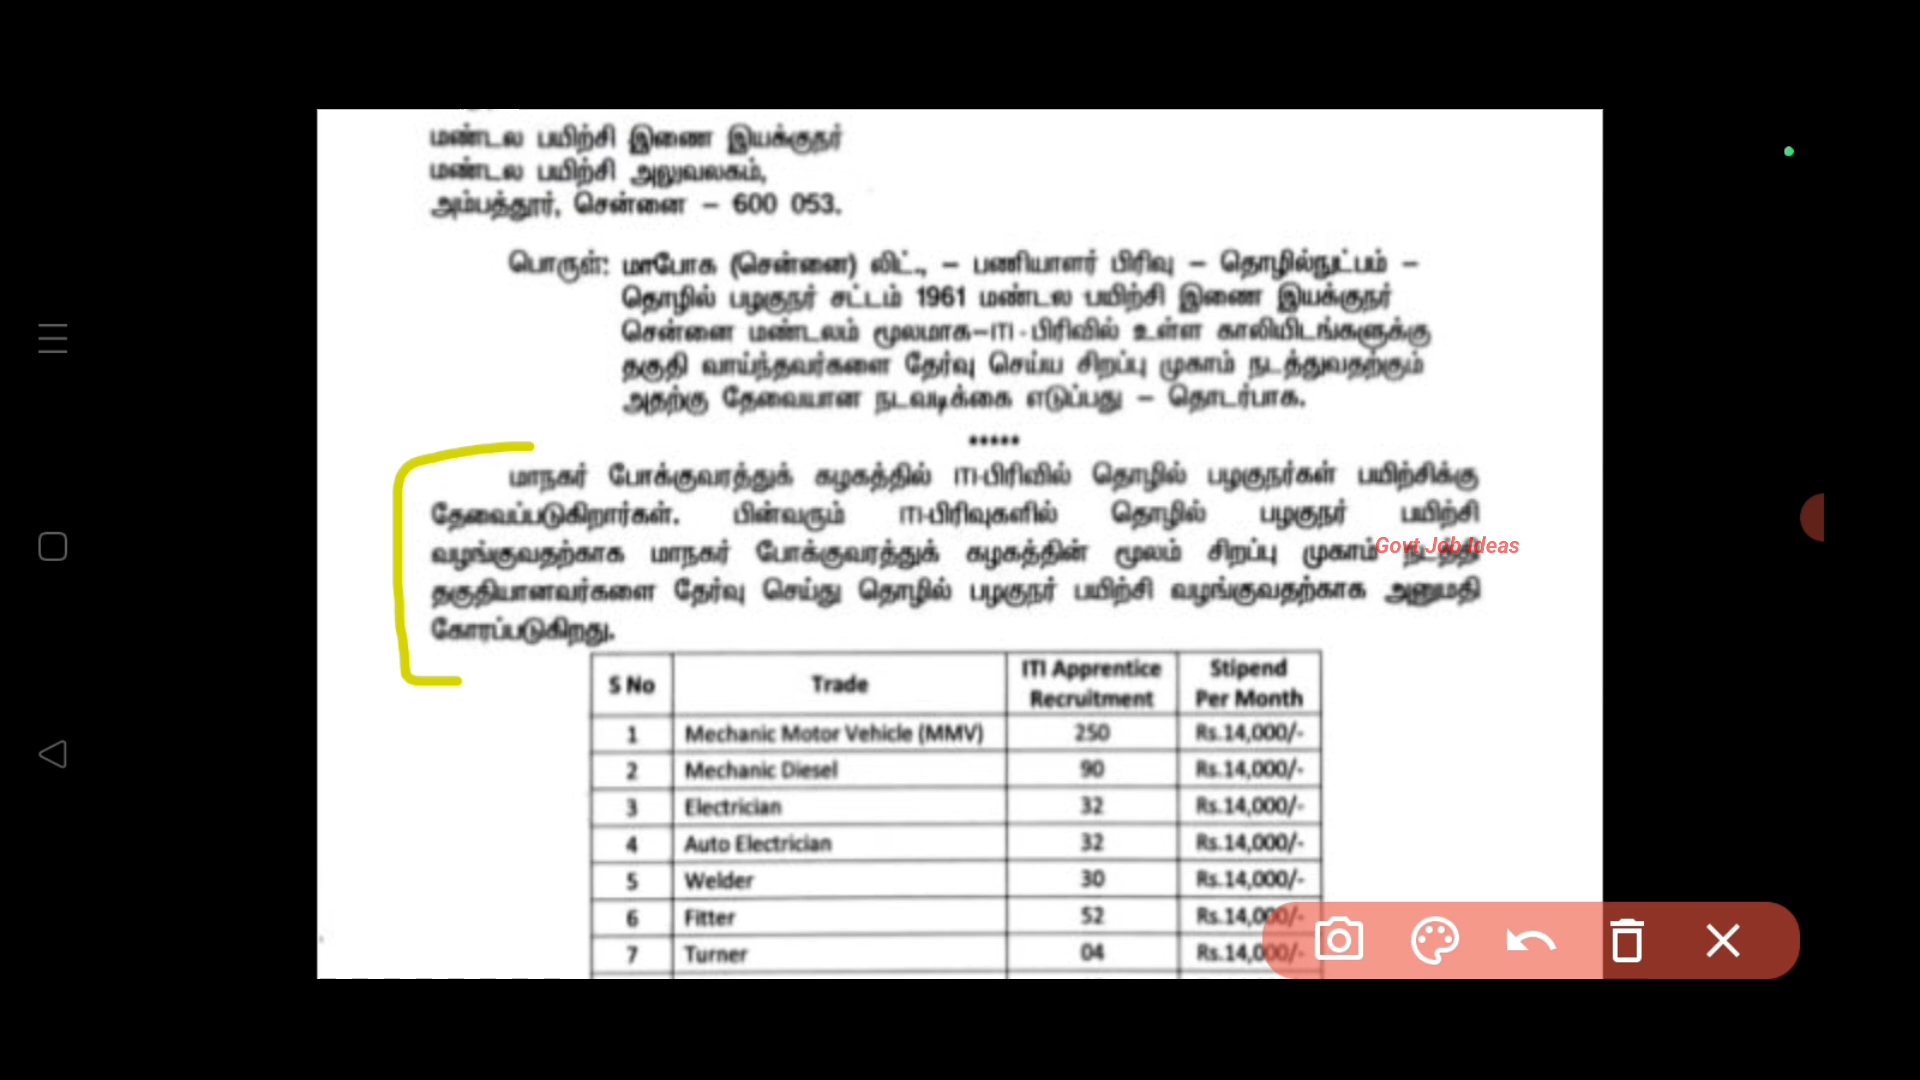 மண்டல பயிற்சி இணை இயக்குநர்
மண்டல பயிற்சி அலுவலகம்,
அம்பத்தூர், சென்னை – 600 053.
பொருள்: மாபோக (சென்னை) லிட்., – பணியாளர் பிரிவு – தொழில்நுட்பம் –
தொழில் பழகுநர் சட்டம் 1961 மண்டல பயிற்சி இணை இயக்குநர்
சென்னை மண்டலம் மூலமாக–ITI - பிரிவில் உள்ள காலியிடங்களுக்கு
தகுதி வாய்ந்தவர்களை தேர்வு செய்ய சிறப்பு முகாம் நடத்துவதற்கும்
அதற்கு தேவையான நடவடிக்கை எடுப்பது – தொடர்பாக.
*****
மாநகர் போக்குவரத்துக் கழகத்தில் ITI-பிரிவில் தொழில் பழகுநர்கள் பயிற்சிக்கு
தேவைப்படுகிறார்கள். பின்வரும் ITI-பிரிவுகளில் தொழில் பழகுநர் பயிற்சி
வழங்குவதற்காக மாநகர் போக்குவரத்துக் கழகத்தின் மூலம் சிறப்பு முகாம் நடத்தி
Govt Job Ideas
தகுதியானவர்களை தேர்வு செய்து தொழில் பழகுநர் பயிற்சி வழங்குவதற்காக அனுமதி
கோரப்படுகிறது.
S No Trade ITI Apprentice Recruitment Stipend Per Month
1 Mechanic Motor Vehicle (MMV) 250 Rs.14,000/-
2 Mechanic Diesel 90 Rs.14,000/-
3 Electrician 32 Rs.14,000/-
4 Auto Electrician 32 Rs.14,000/-
5 Welder 30 Rs.14,000/-
6 Fitter 52 Rs.14,000/-
7 Turner 04 Rs.14,000/-